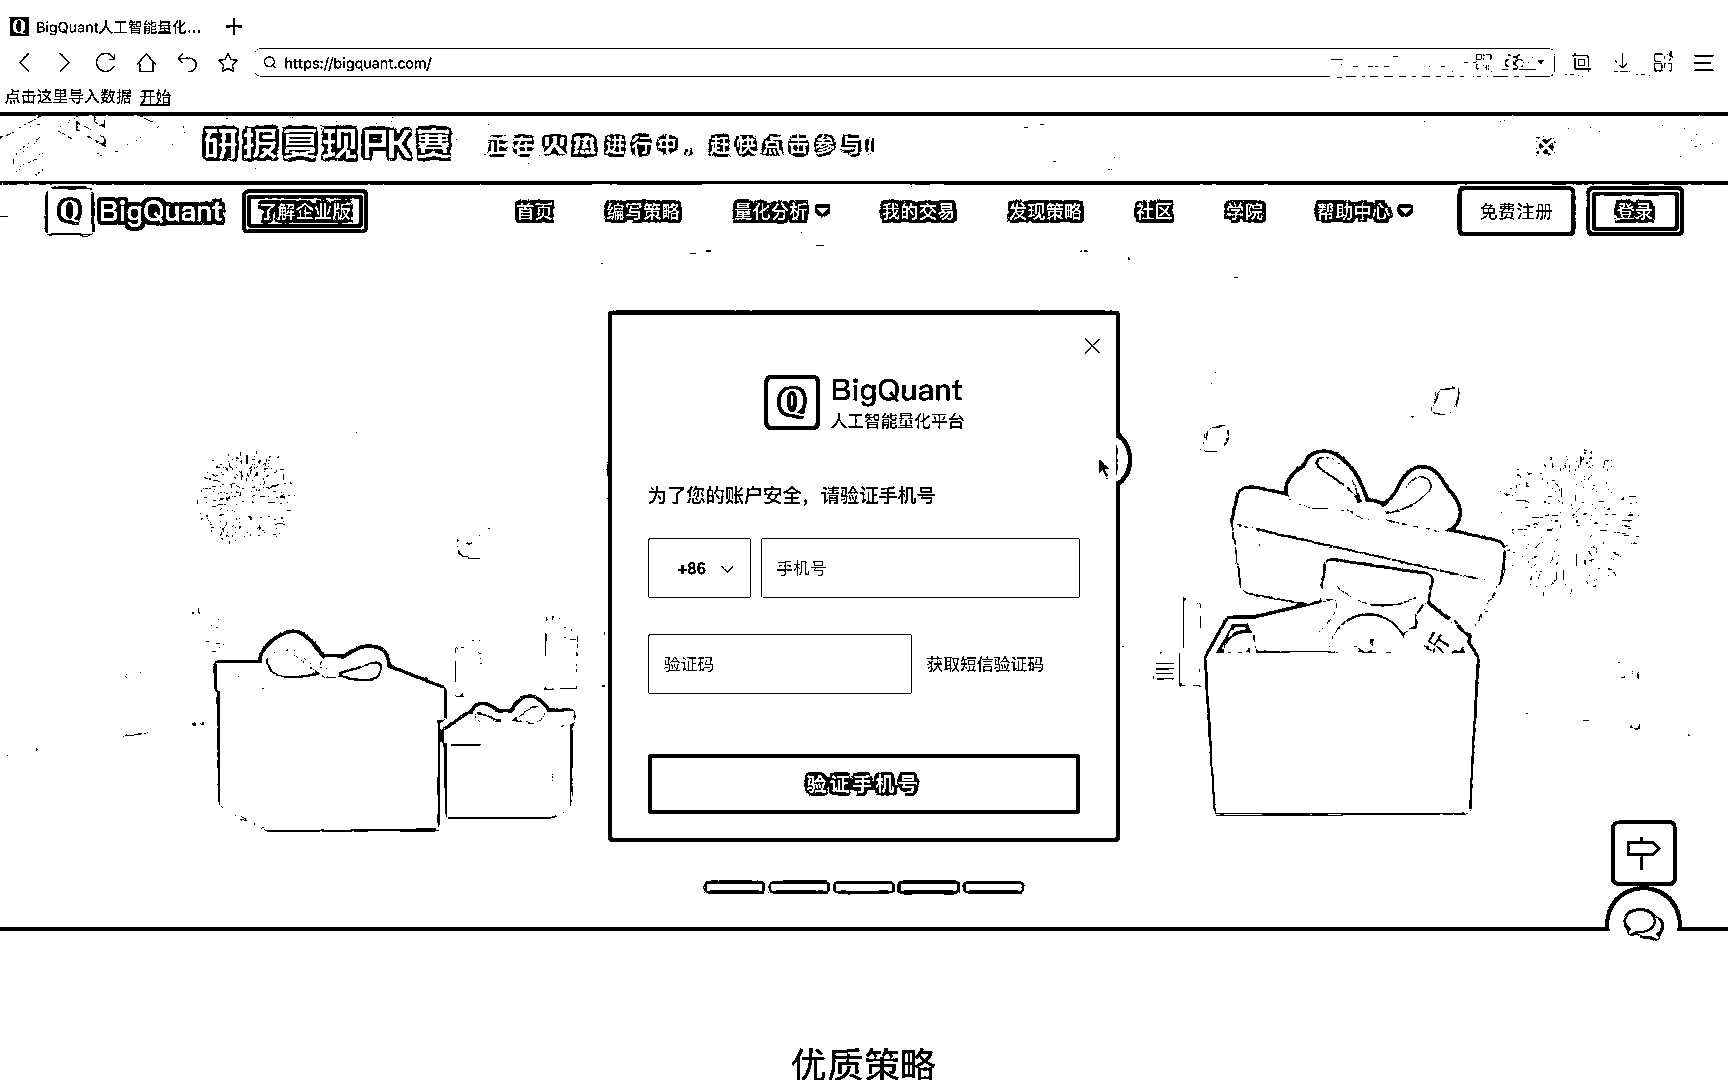 BigQuant人工智能量化...
https://bigquant.com/
点击这里导入数据 开始
研报复现PK赛 正在火热进行中。赶快点击参与!!
Q BigQuant 了解企业版 首页 编写策略 量化分析 我的交易 发现策略 社区 学院 帮助中心 免费注册 登录
BigQuant
人工智能量化平台
为了您的账户安全，请验证手机号
+86 手机号
验证码 获取短信验证码
验证手机号
优质策略